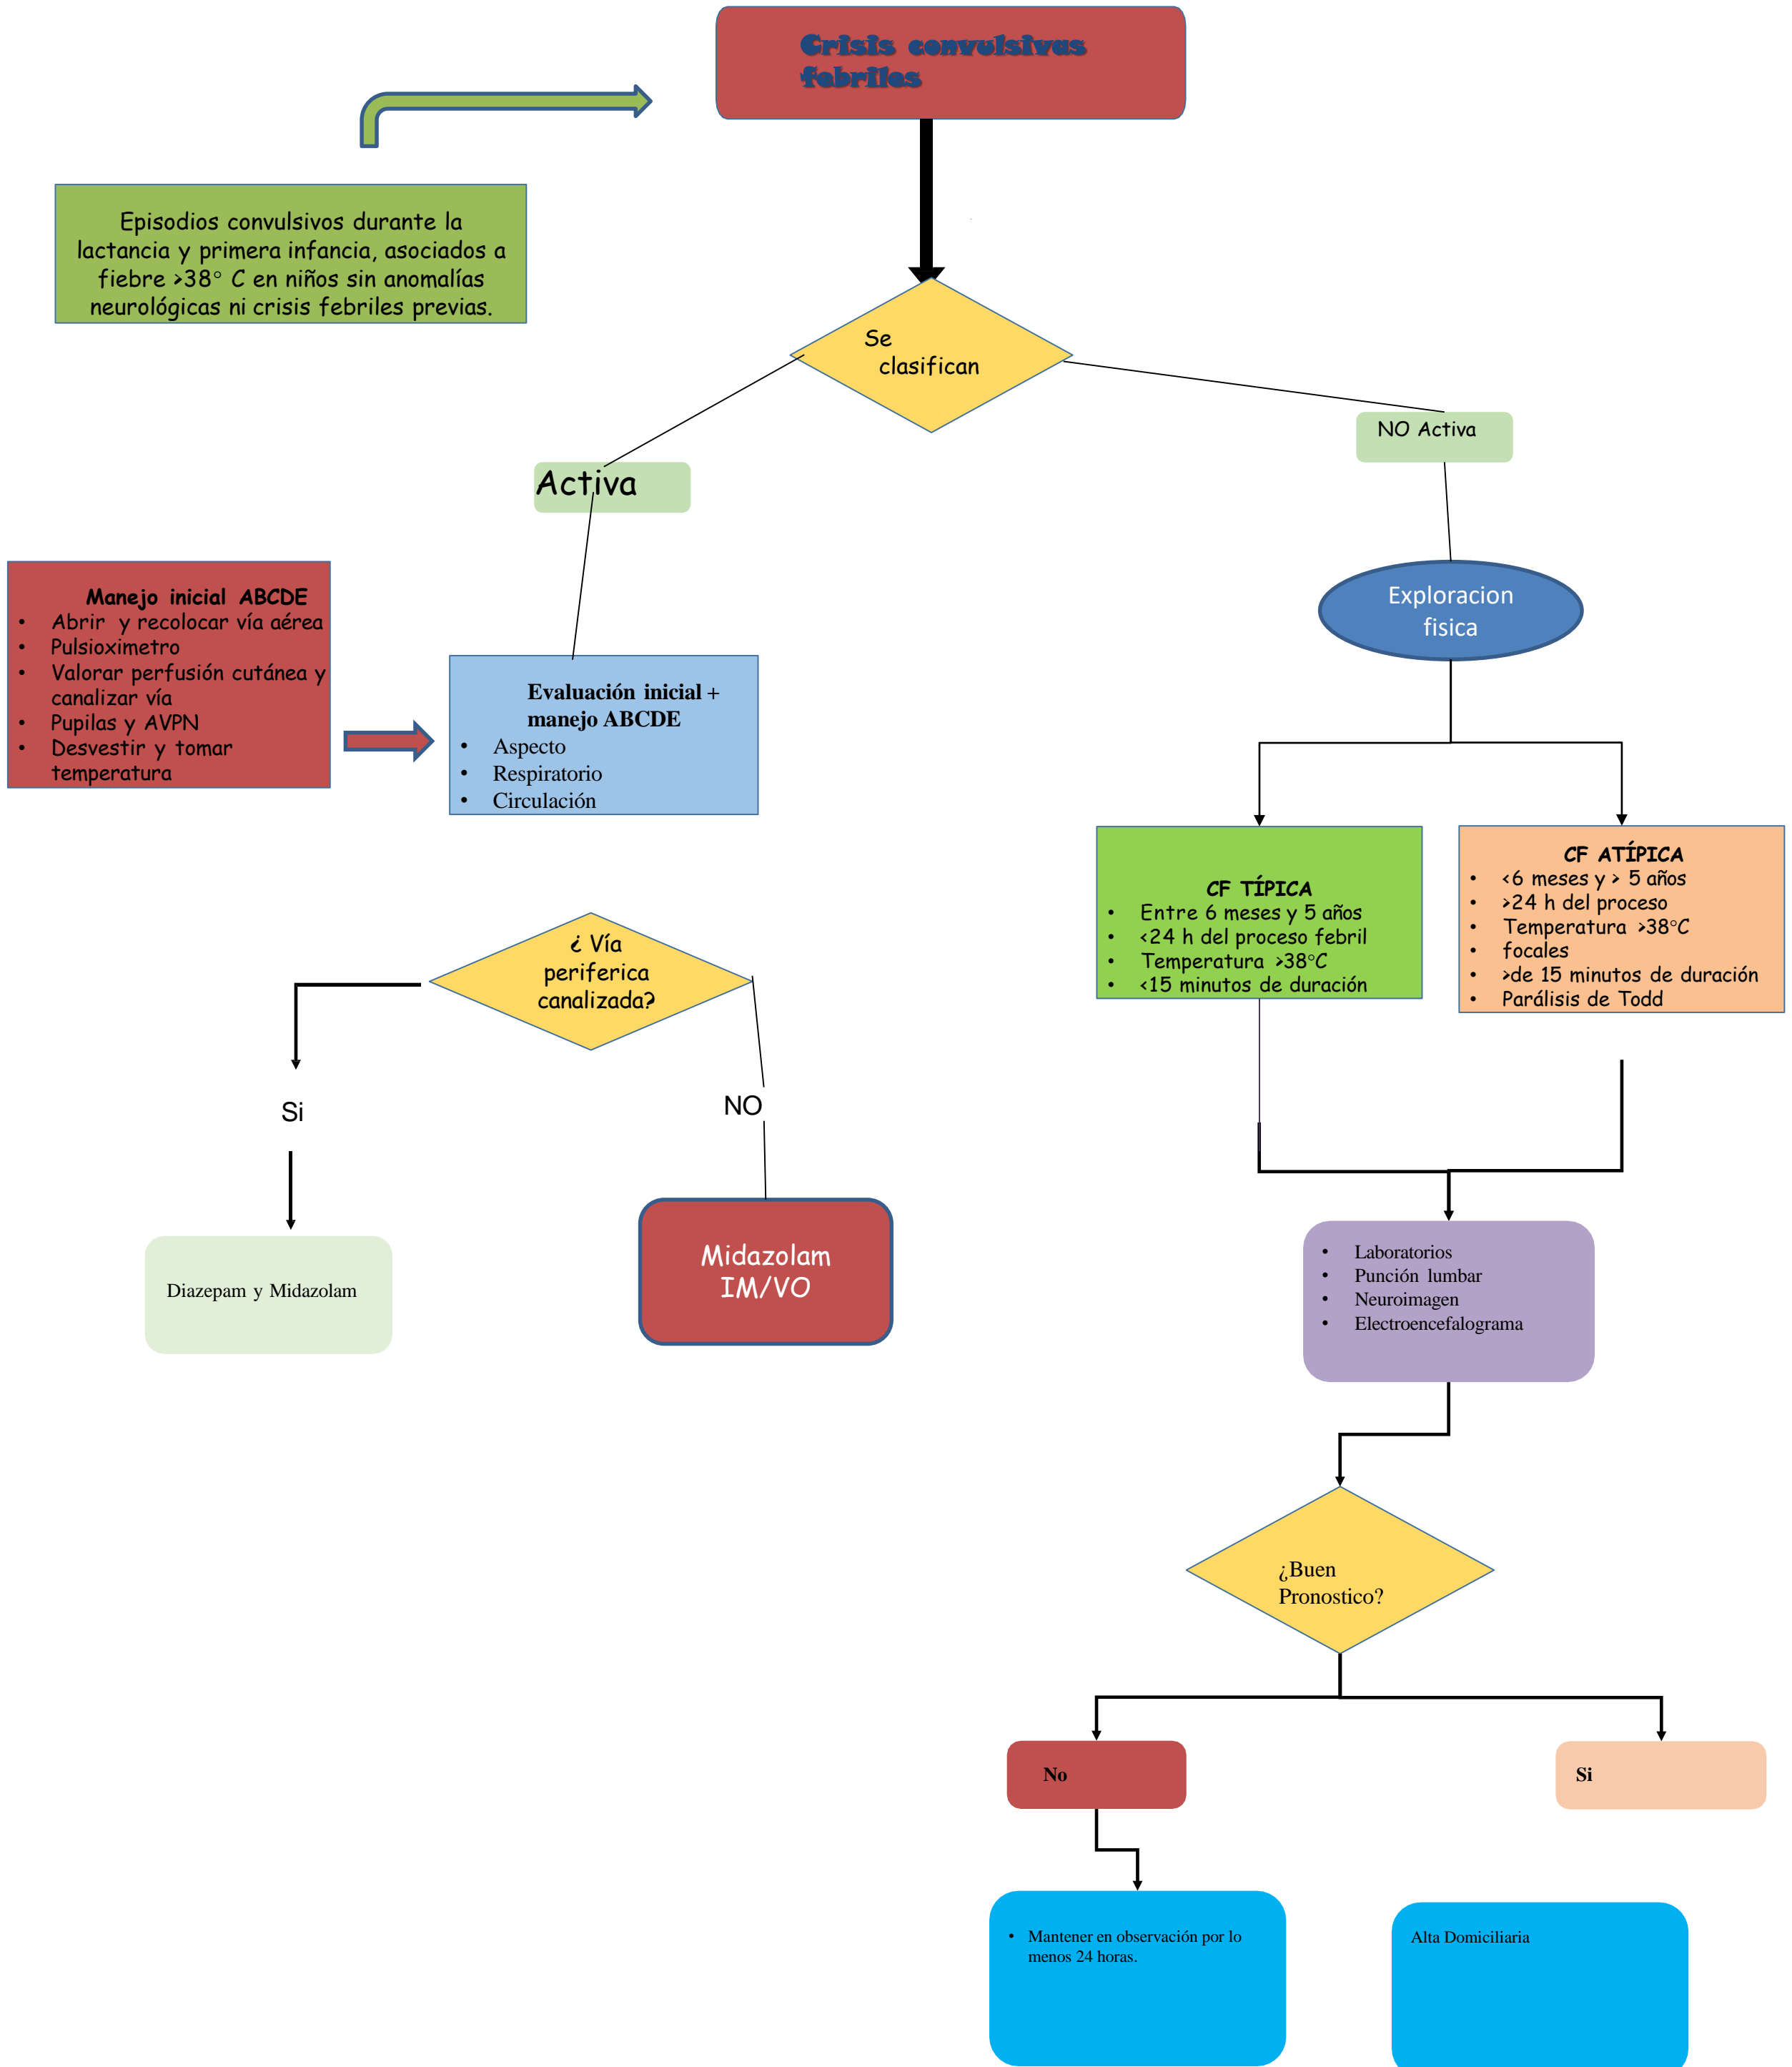 Crisis convulsivas
febriles
Episodios convulsivos durante la
lactancia y primera infancia, asociados a
fiebre >38° C en niños sin anomalías
neurológicas ni crisis febriles previas.
Se
clasifican
NO Activa
Activa
Manejo inicial ABCDE
• Abrir y recolocar vía aérea
• Pulsioximetro
• Valorar perfusión cutánea y
canalizar vía
• Pupilas y AVPN
• Desvestir y tomar
temperatura
Evaluación inicial +
manejo ABCDE
• Aspecto
• Respiratorio
• Circulación
Exploracion
fisica
CF TÍPICA
• Entre 6 meses y 5 años
• <24 h del proceso febril
• Temperatura >38°C
• <15 minutos de duración
CF ATÍPICA
• <6 meses y > 5 años
• >24 h del proceso
• Temperatura >38°C
• focales
• >de 15 minutos de duración
• Parálisis de Todd
¿ Vía
periferica
canalizada?
Si
NO
Diazepam y Midazolam
Midazolam
IM/VO
• Laboratorios
• Punción lumbar
• Neuroimagen
• Electroencefalograma
¿Buen
Pronostico?
No
Si
• Mantener en observación por lo
menos 24 horas.
Alta Domiciliaria